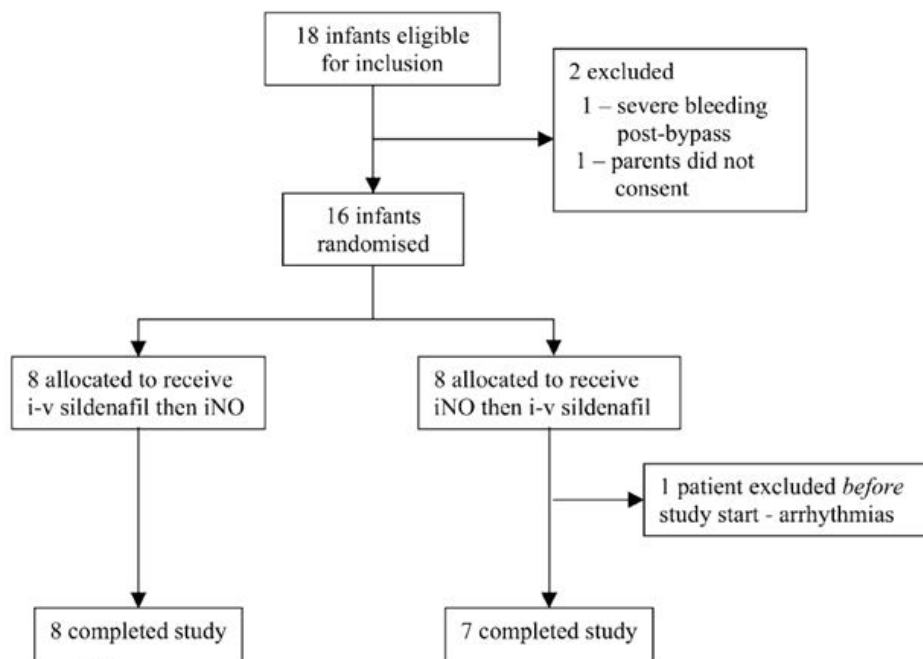 18 infants eligible
for inclusion
2 excluded
1 – severe bleeding
post-bypass
1 – parents did not
consent
16 infants
randomised
8 allocated to receive
i-v sildenafil then iNO
8 allocated to receive
iNO then i-v sildenafil
1 patient excluded before
study start - arrhythmias
8 completed study
7 completed study